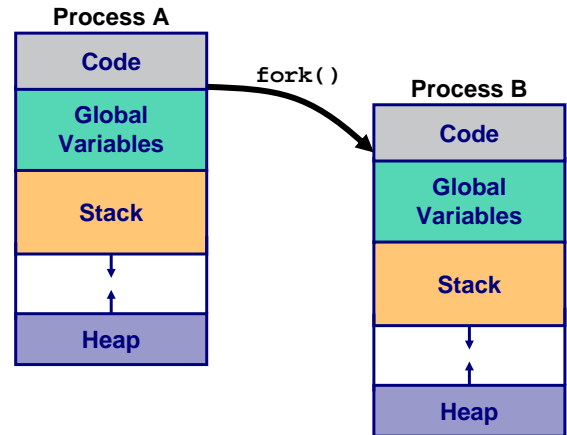 Process A
Code
Global
Variables
Stack
Heap
fork()
Process B
Code
Global
Variables
Stack
Heap